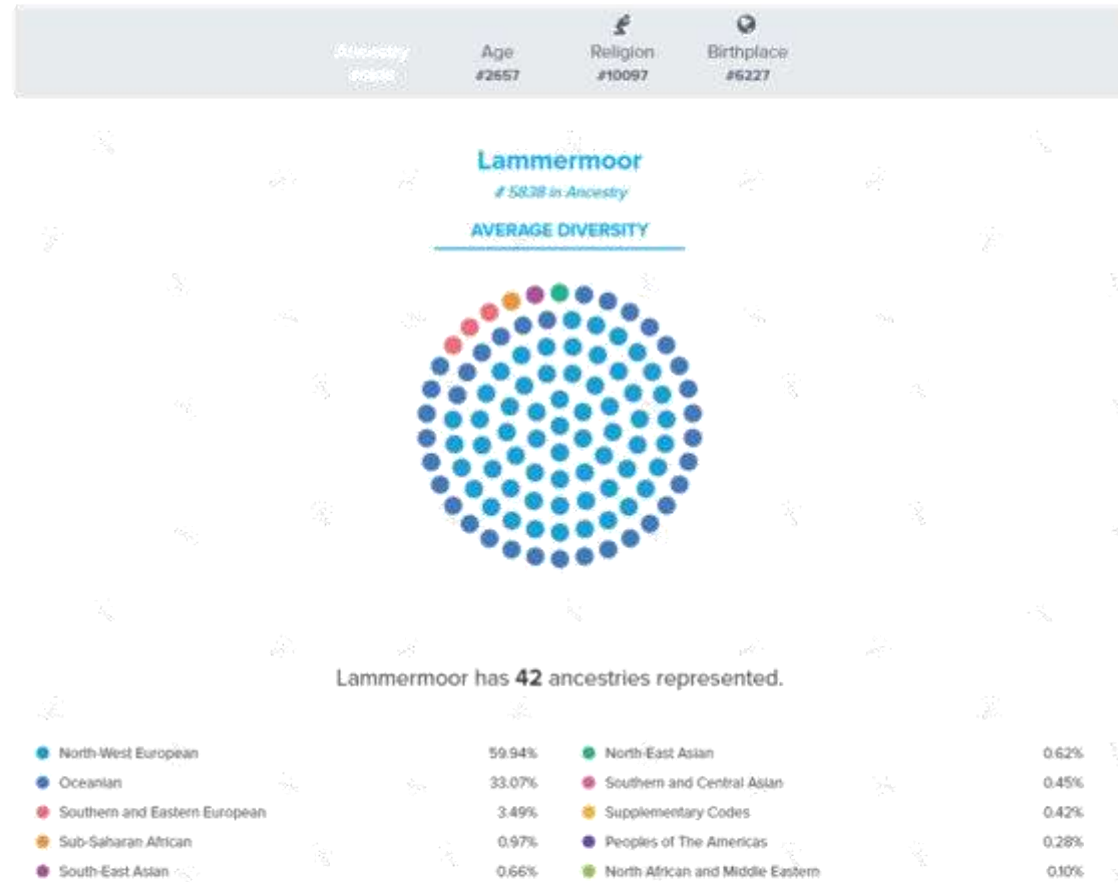 Ancestry Age Religion Birthplace
#2657 #10097 #6227
Lammermoor
# 5838 in Ancestry
AVERAGE DIVERSITY
Lammermoor has 42 ancestries represented.
North-West European 59.94% North-East Asian 0.62%
Oceanian 33.07% Southern and Central Asian 0.45%
Southern and Eastern European 3.49% Supplementary Codes 0.42%
Sub-Saharan African 0.97% Peoples of The Americas 0.28%
South-East Asian 0.66% North African and Middle Eastern 0.10%